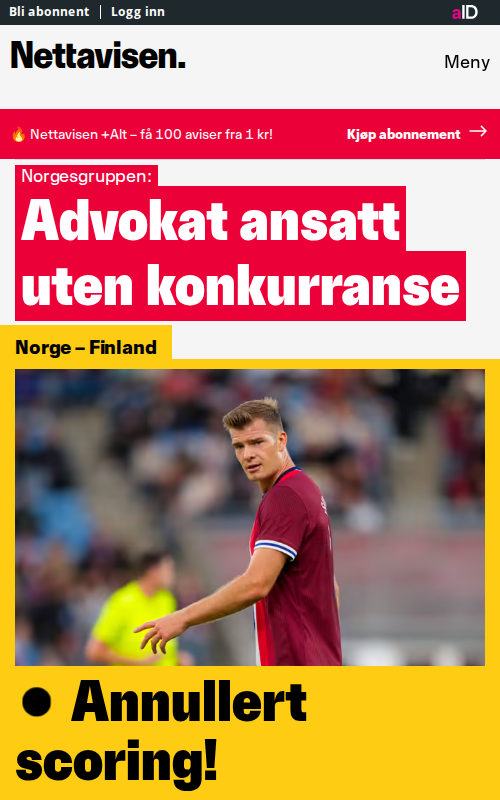 Bli abonnent | Logg inn
aID
Nettavisen.
Meny
🔥 Nettavisen +Alt – få 100 aviser fra 1 kr!
Kjøp abonnement →
Norgesgruppen:
Advokat ansatt
uten konkurranse
Norge – Finland
● Annullert
scoring!